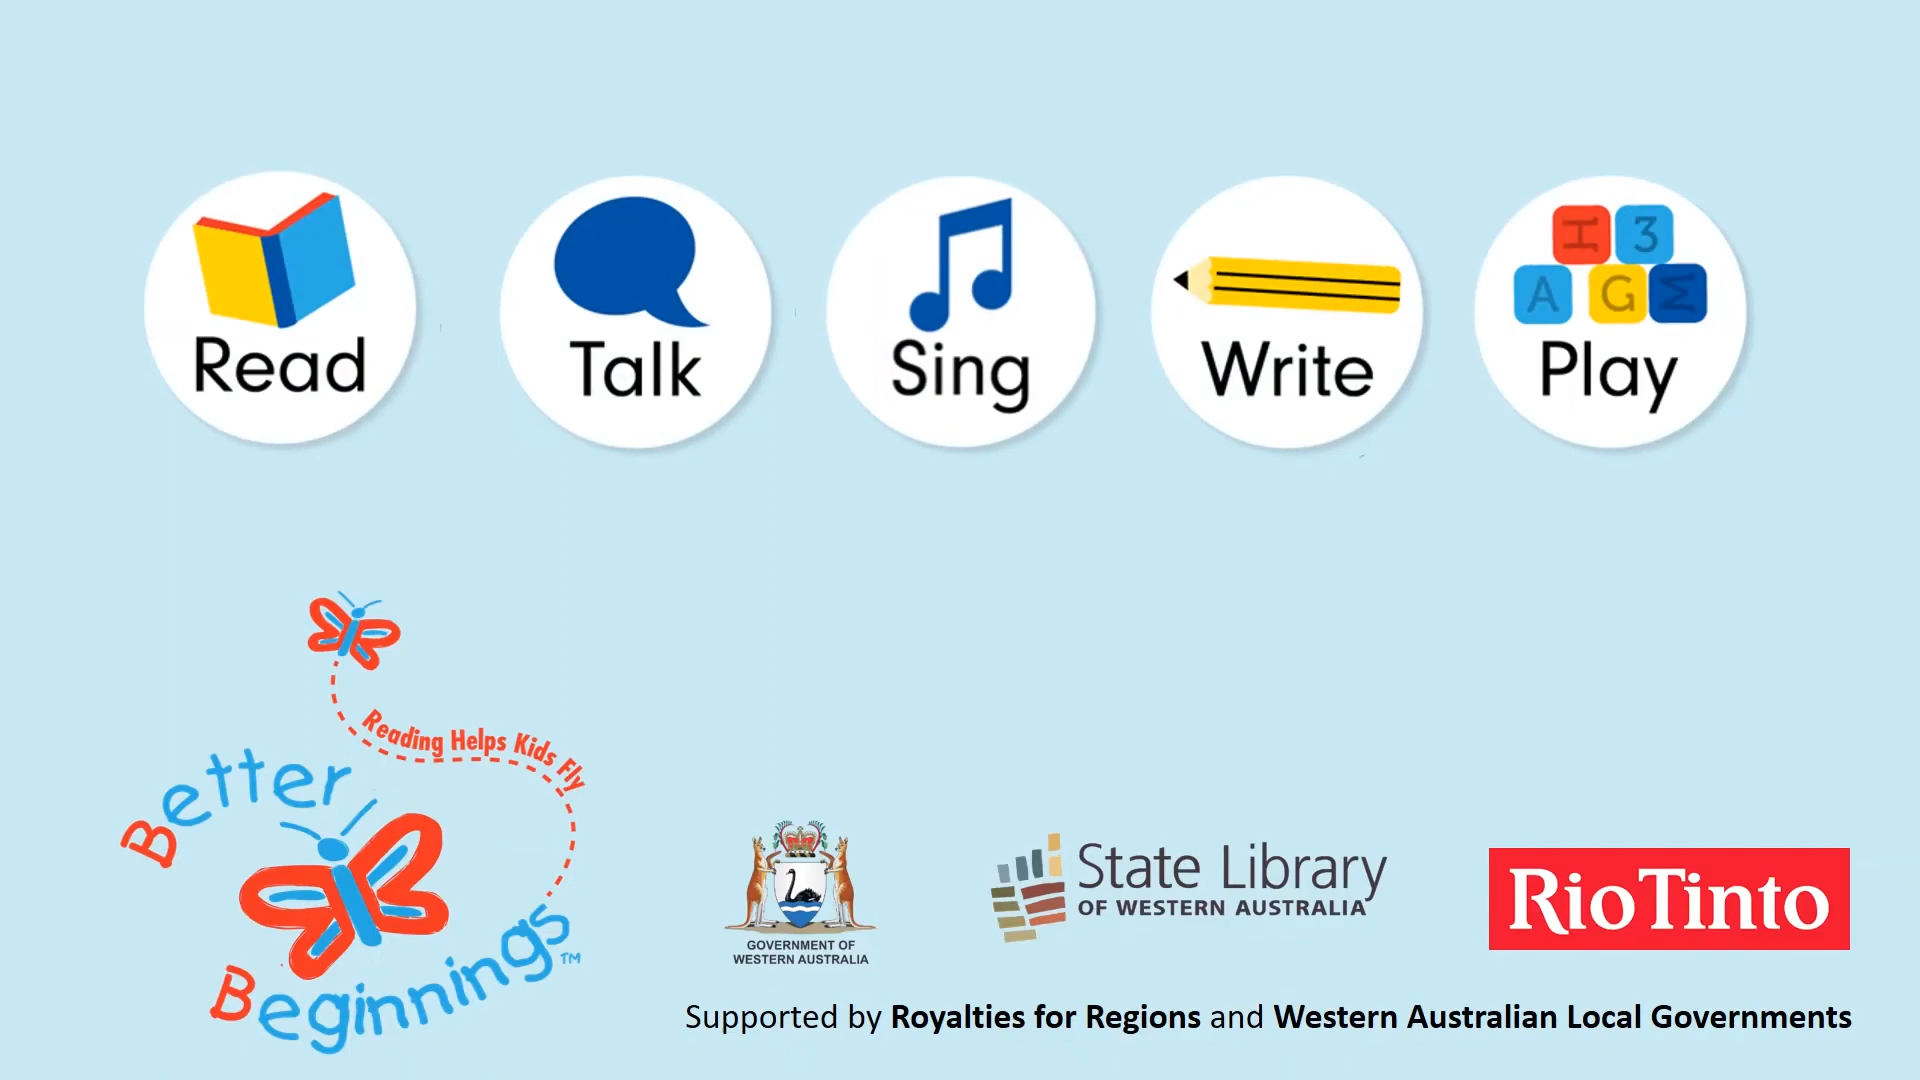 Read
Talk
Sing
Write
Play
H 3
A G M
Reading Helps Kids Fly
Better
Beginnings™
GOVERNMENT OF
WESTERN AUSTRALIA
State Library
OF WESTERN AUSTRALIA
RioTinto
Supported by Royalties for Regions and Western Australian Local Governments